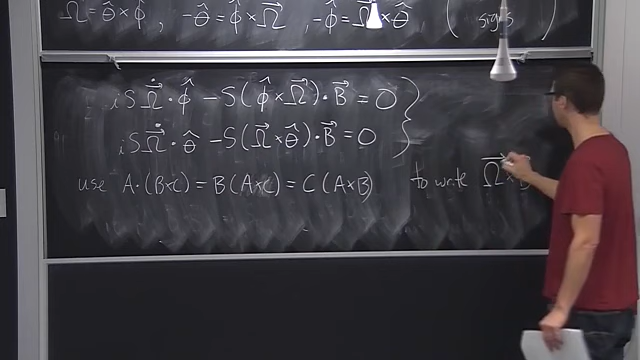 Ω = θ̂ × φ̂ , -θ̂ = φ̂ × Ω⃗ -φ̂ = Ω⃗ × θ̂ ( signs )
iSΩ⃗̇ · φ̂ - S(φ̂ × Ω⃗) · B⃗ = 0
iSΩ⃗̇ · θ̂ - S(Ω⃗ × θ̂) · B⃗ = 0 }
use A · (B×C) = B(A×C) = C(A×B) to write Ω⃗ ×